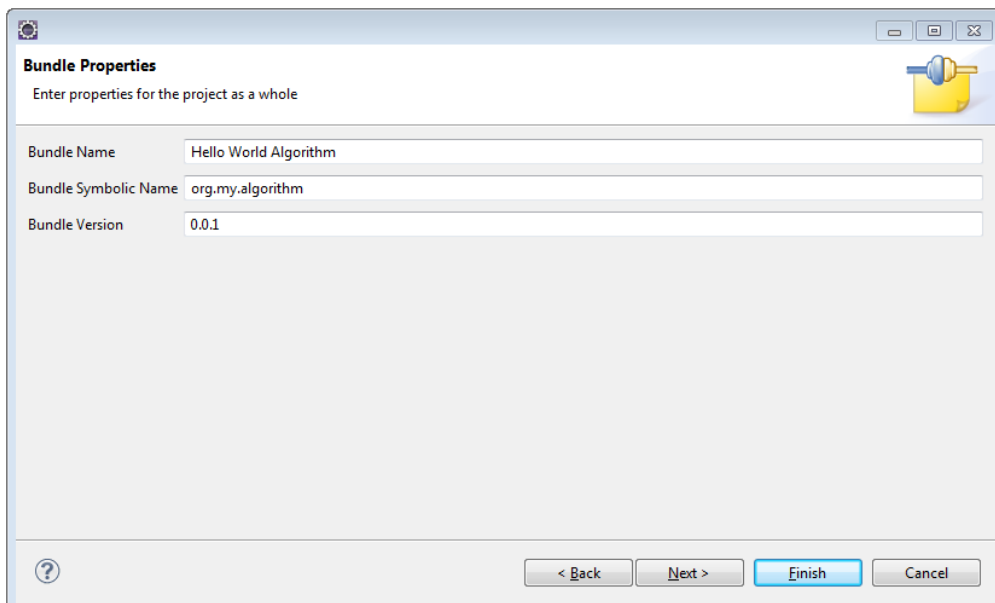 Bundle Properties
Enter properties for the project as a whole
Bundle Name Hello World Algorithm
Bundle Symbolic Name org.my.algorithm
Bundle Version 0.0.1
? < Back Next > Finish Cancel